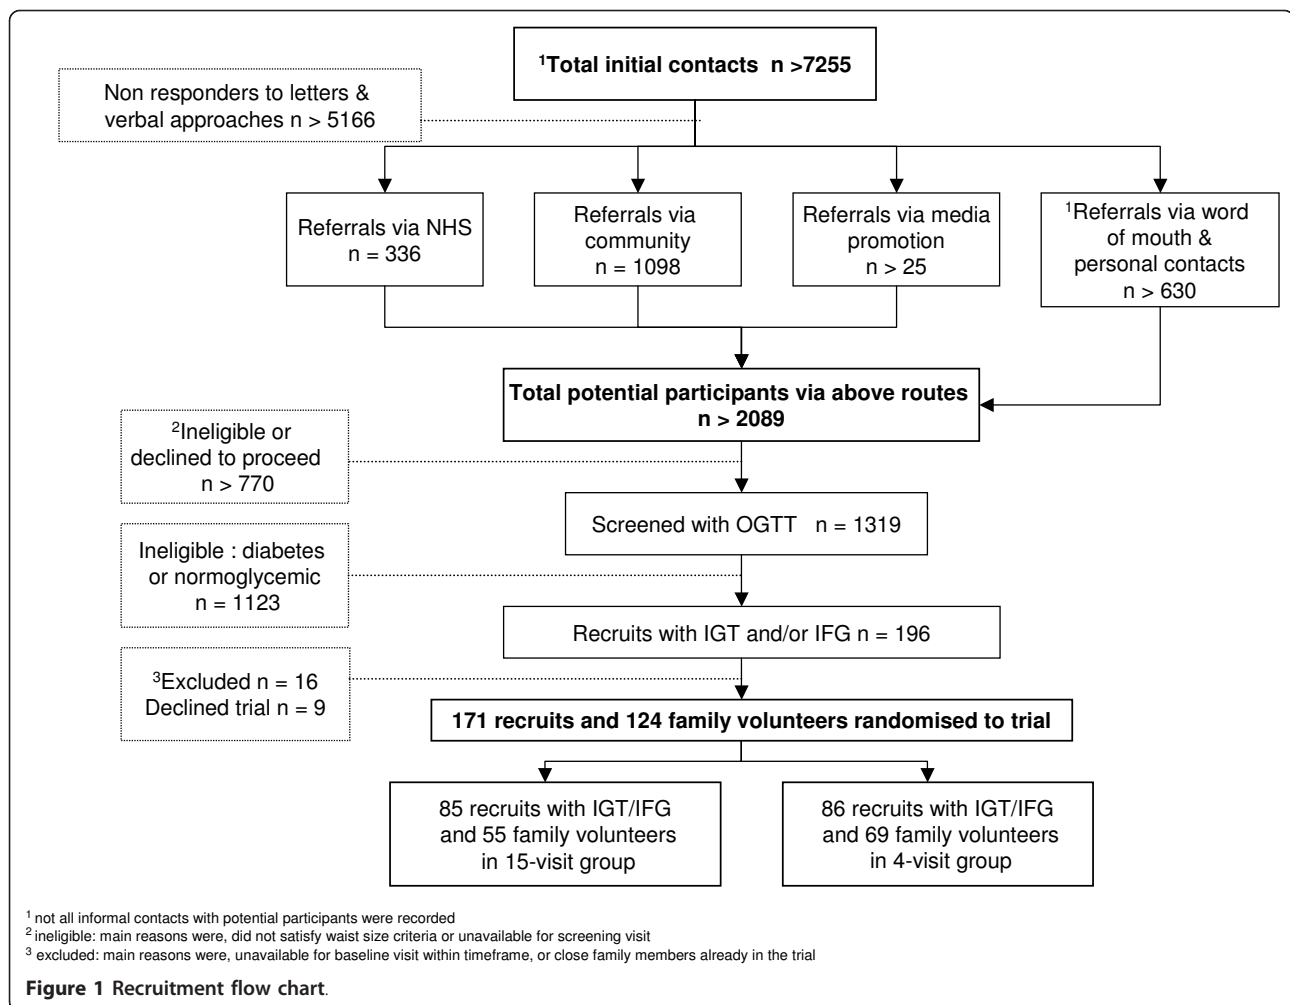 ¹Total initial contacts n >7255
Non responders to letters &
verbal approaches n > 5166
Referrals via NHS
n = 336
Referrals via
community
n = 1098
Referrals via media
promotion
n > 25
¹Referrals via word
of mouth &
personal contacts
n > 630
Total potential participants via above routes
n > 2089
²Ineligible or
declined to proceed
n > 770
Screened with OGTT n = 1319
Ineligible : diabetes
or normoglycemic
n = 1123
Recruits with IGT and/or IFG n = 196
³Excluded n = 16
Declined trial n = 9
171 recruits and 124 family volunteers randomised to trial
85 recruits with IGT/IFG
and 55 family volunteers
in 15-visit group
86 recruits with IGT/IFG
and 69 family volunteers
in 4-visit group
¹ not all informal contacts with potential participants were recorded
² ineligible: main reasons were, did not satisfy waist size criteria or unavailable for screening visit
³ excluded: main reasons were, unavailable for baseline visit within timeframe, or close family members already in the trial
Figure 1 Recruitment flow chart.